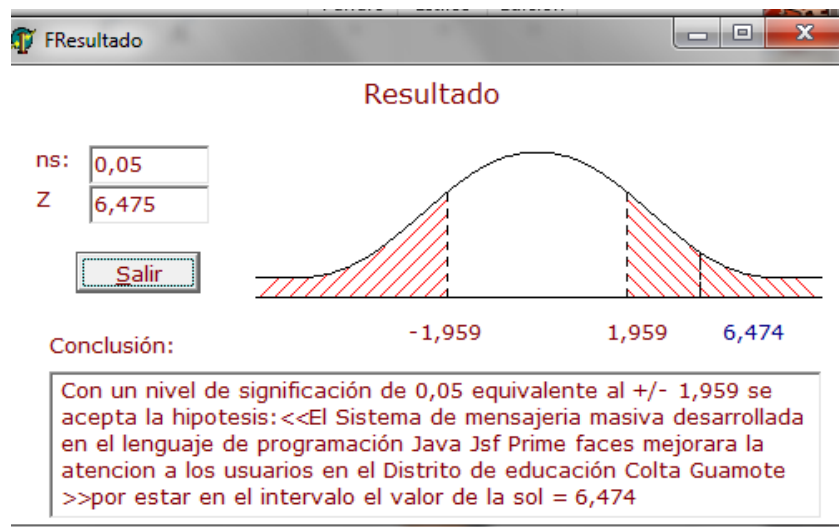 FResultado
Resultado
ns: 0,05
Z 6,475
Salir
-1,959 1,959 6,474
Conclusión:
Con un nivel de significación de 0,05 equivalente al +/- 1,959 se
acepta la hipotesis:<<El Sistema de mensajeria masiva desarrollada
en el lenguaje de programación Java Jsf Prime faces mejorara la
atencion a los usuarios en el Distrito de educación Colta Guamote
>>por estar en el intervalo el valor de la sol = 6,474